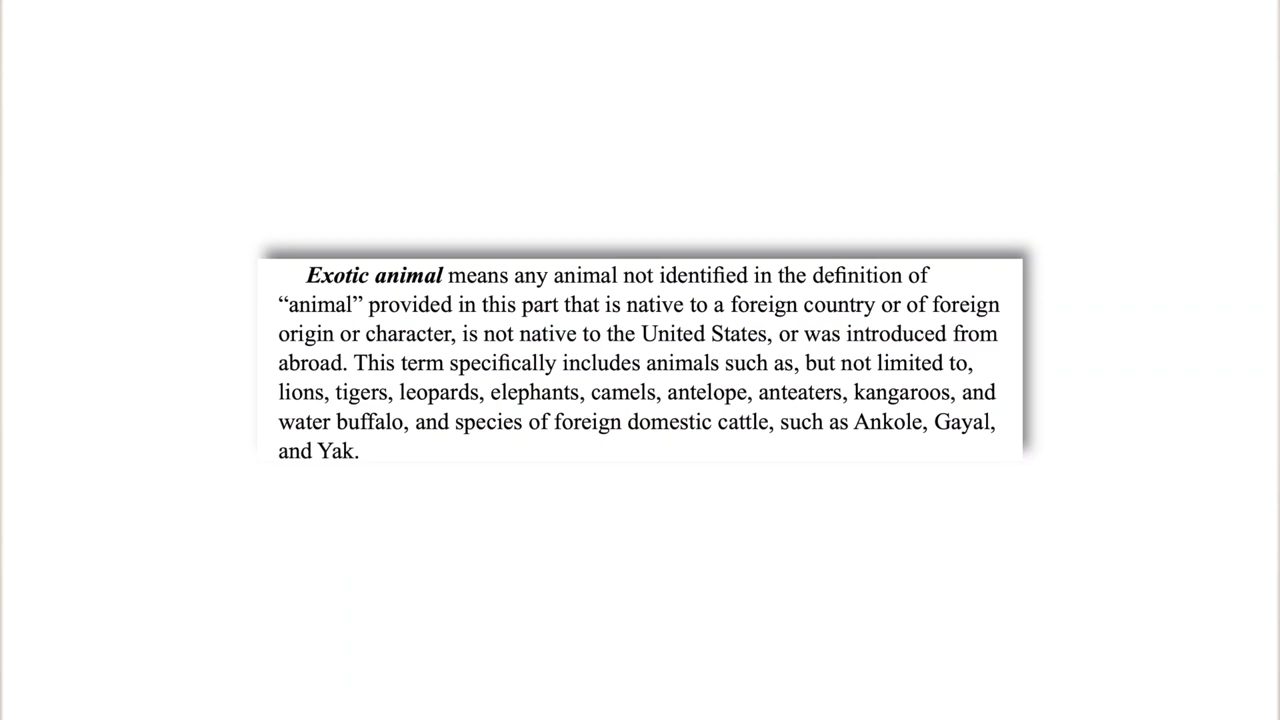 Exotic animal means any animal not identified in the definition of
“animal” provided in this part that is native to a foreign country or of foreign
origin or character, is not native to the United States, or was introduced from
abroad. This term specifically includes animals such as, but not limited to,
lions, tigers, leopards, elephants, camels, antelope, anteaters, kangaroos, and
water buffalo, and species of foreign domestic cattle, such as Ankole, Gayal,
and Yak.